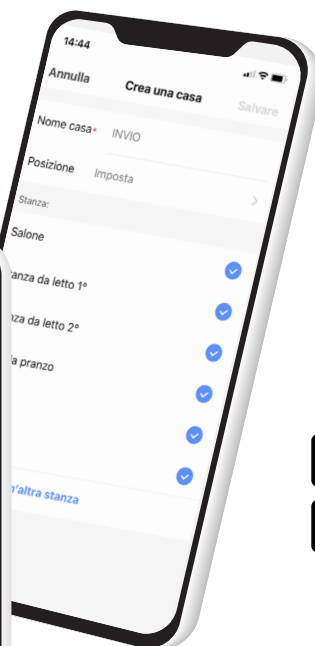 14:44
Annulla Crea una casa Salvare
Nome casa* INVIO
Posizione Imposta
Stanza:
Salone
anza da letto 1°
nza da letto 2°
a pranzo
n'altra stanza